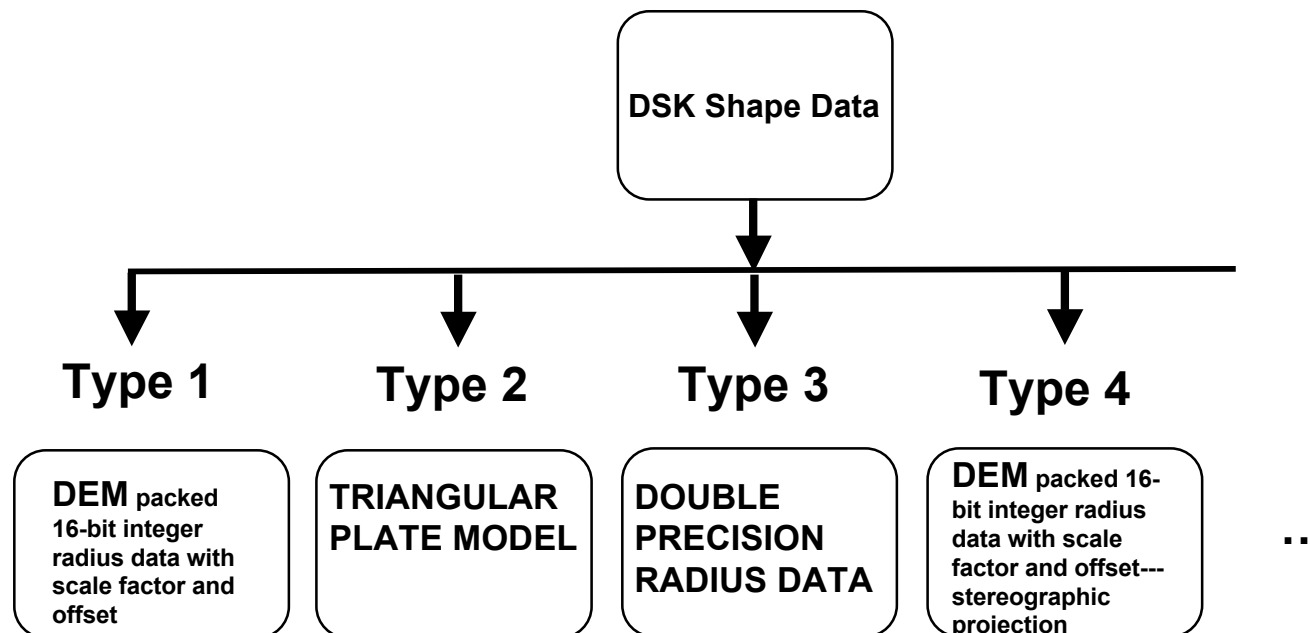 DSK Shape Data
Type 1
Type 2
Type 3
Type 4
DEM packed
16-bit integer
radius data with
scale factor and
offset
TRIANGULAR
PLATE MODEL
DOUBLE
PRECISION
RADIUS DATA
DEM packed 16-
bit integer radius
data with scale
factor and offset---
stereographic
projection
..